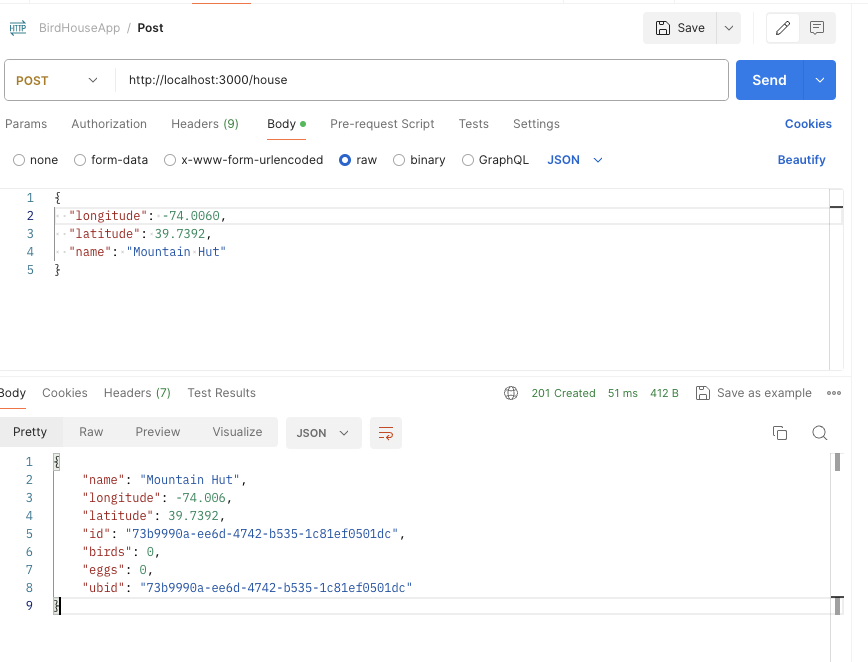 HTTP BirdHouseApp / Post Save
POST http://localhost:3000/house Send
Params Authorization Headers (9) Body Pre-request Script Tests Settings Cookies
none form-data x-www-form-urlencoded raw binary GraphQL JSON Beautify
1 {
2 "longitude": -74.0060,
3 "latitude": 39.7392,
4 "name": "Mountain Hut"
5 }
Body Cookies Headers (7) Test Results 201 Created 51 ms 412 B Save as example
Pretty Raw Preview Visualize JSON
1 {
2 "name": "Mountain Hut",
3 "longitude": -74.006,
4 "latitude": 39.7392,
5 "id": "73b9990a-ee6d-4742-b535-1c81ef0501dc",
6 "birds": 0,
7 "eggs": 0,
8 "ubid": "73b9990a-ee6d-4742-b535-1c81ef0501dc"
9 }